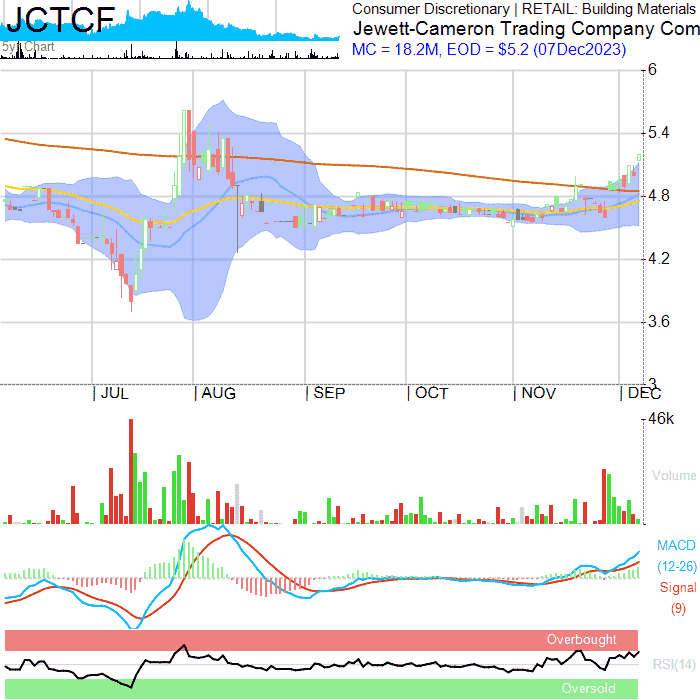 JCTCF
5yr Chart
Consumer Discretionary | RETAIL: Building Materials
Jewett-Cameron Trading Company Com
MC = 18.2M, EOD = $5.2 (07Dec2023)
6
5.4
4.8
4.2
3.6
3
JUL
AUG
SEP
OCT
NOV
DEC
46k
Volume
MACD
(12-26)
Signal
(9)
Overbought
RSI(14)
Oversold